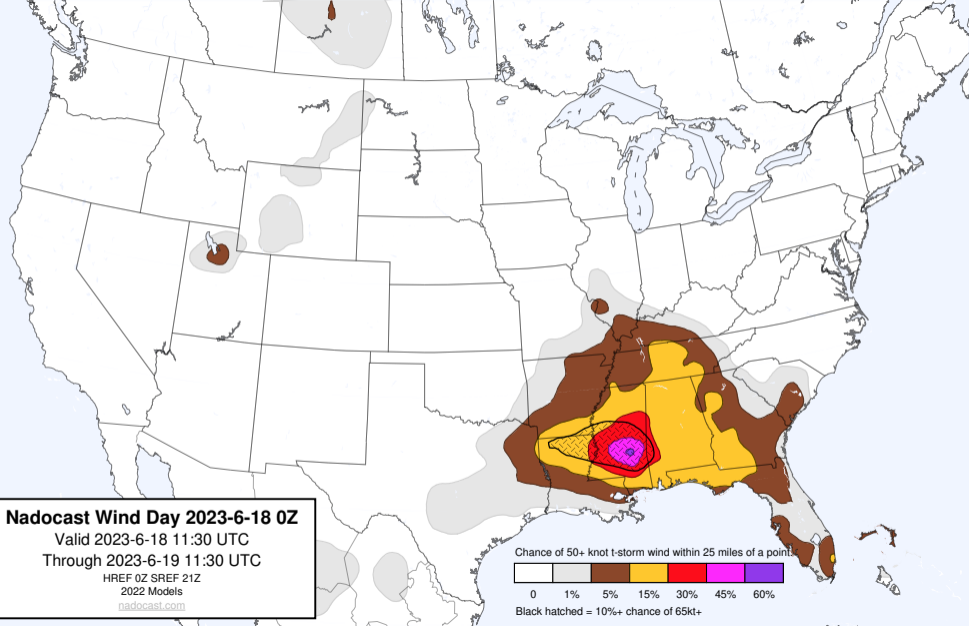 Nadocast Wind Day 2023-6-18 0Z
Valid 2023-6-18 11:30 UTC
Through 2023-6-19 11:30 UTC
HREF 0Z SREF 21Z
2022 Models
nadocast.com
Chance of 50+ knot t-storm wind within 25 miles of a point.
0 1% 5% 15% 30% 45% 60%
Black hatched = 10%+ chance of 65kt+